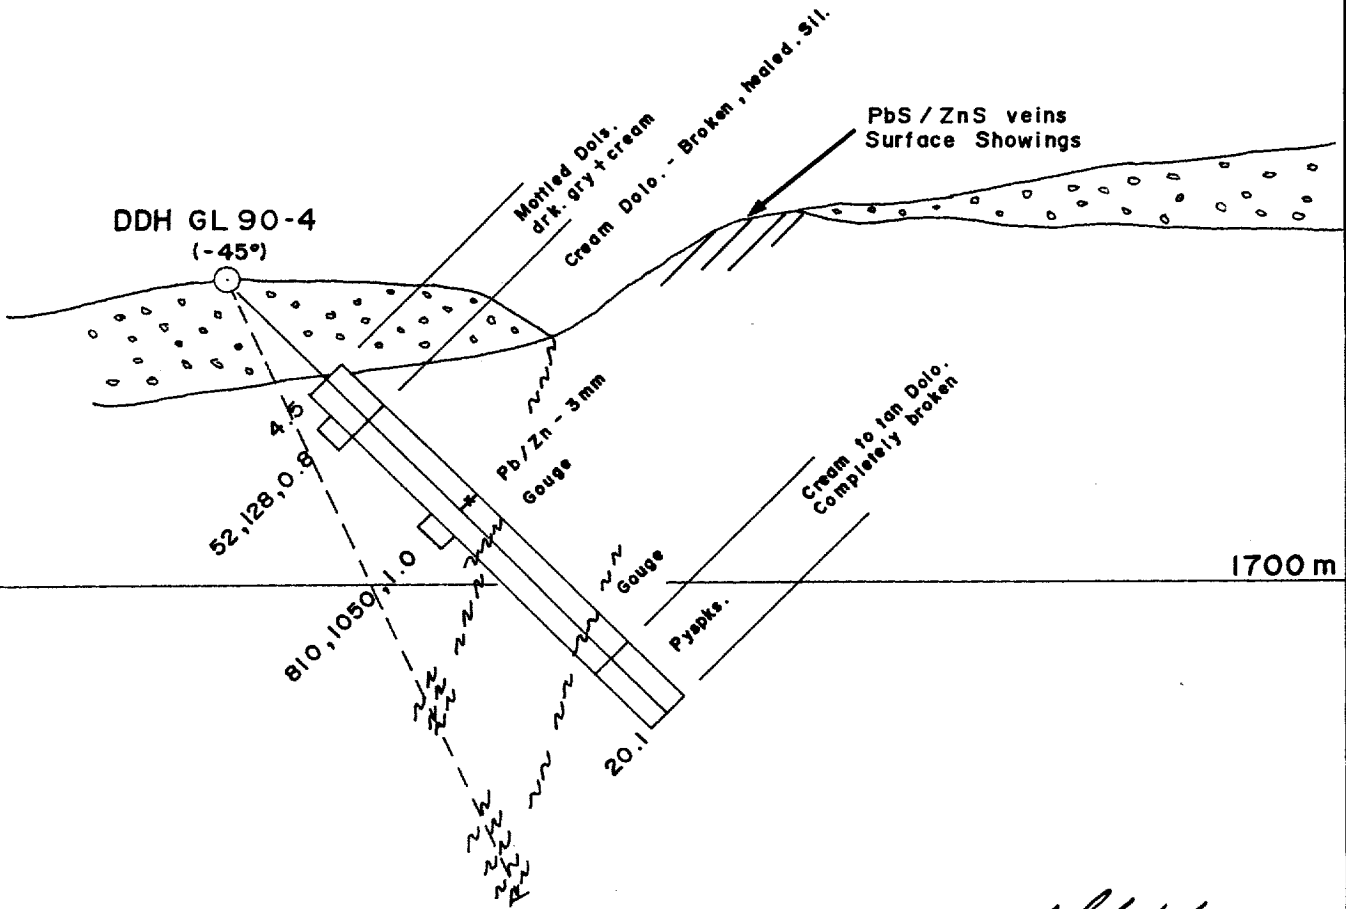 Mottled Dols.
drk. gry + cream
Cream Dolo. - Broken, healed. Sil.
PbS / ZnS veins
Surface Showings
DDH GL 90-4
(-45°)
4.5
52,128,0.8
Pb/Zn - 3mm
Gouge
810,1050,1.0
Cream to tan Dolo.
Completely broken
Gouge
1700 m
Pyspks.
20.1